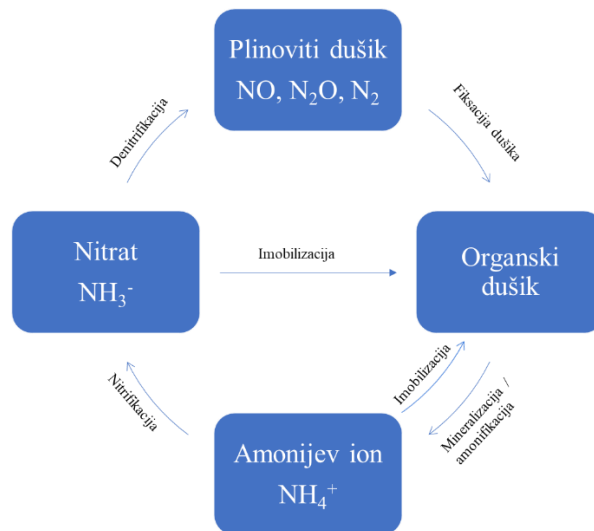 Plinoviti dušik
NO, N₂O, N₂
Denitrifikacija
Fiksacija dušika
Nitrat
NH₃⁻
Imobilizacija
Organski
dušik
Nitrifikacija
Imobilizacija
Mineralizacija /
amonifikacija
Amonijev ion
NH₄⁺